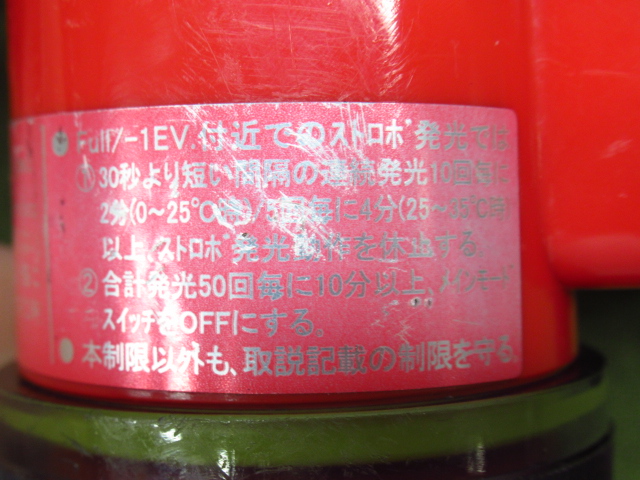 ● Full/-1EV.付近でのストロボ発光では
① 30秒より短い間隔の連続発光10回毎に
2分(0~25℃時)/5回毎に4分(25~35℃時)
以上、ストロボ発光動作を休止する。
② 合計発光50回毎に10分以上、メインモード
スイッチをOFFにする。
● 本制限以外も、取説記載の制限を守る。